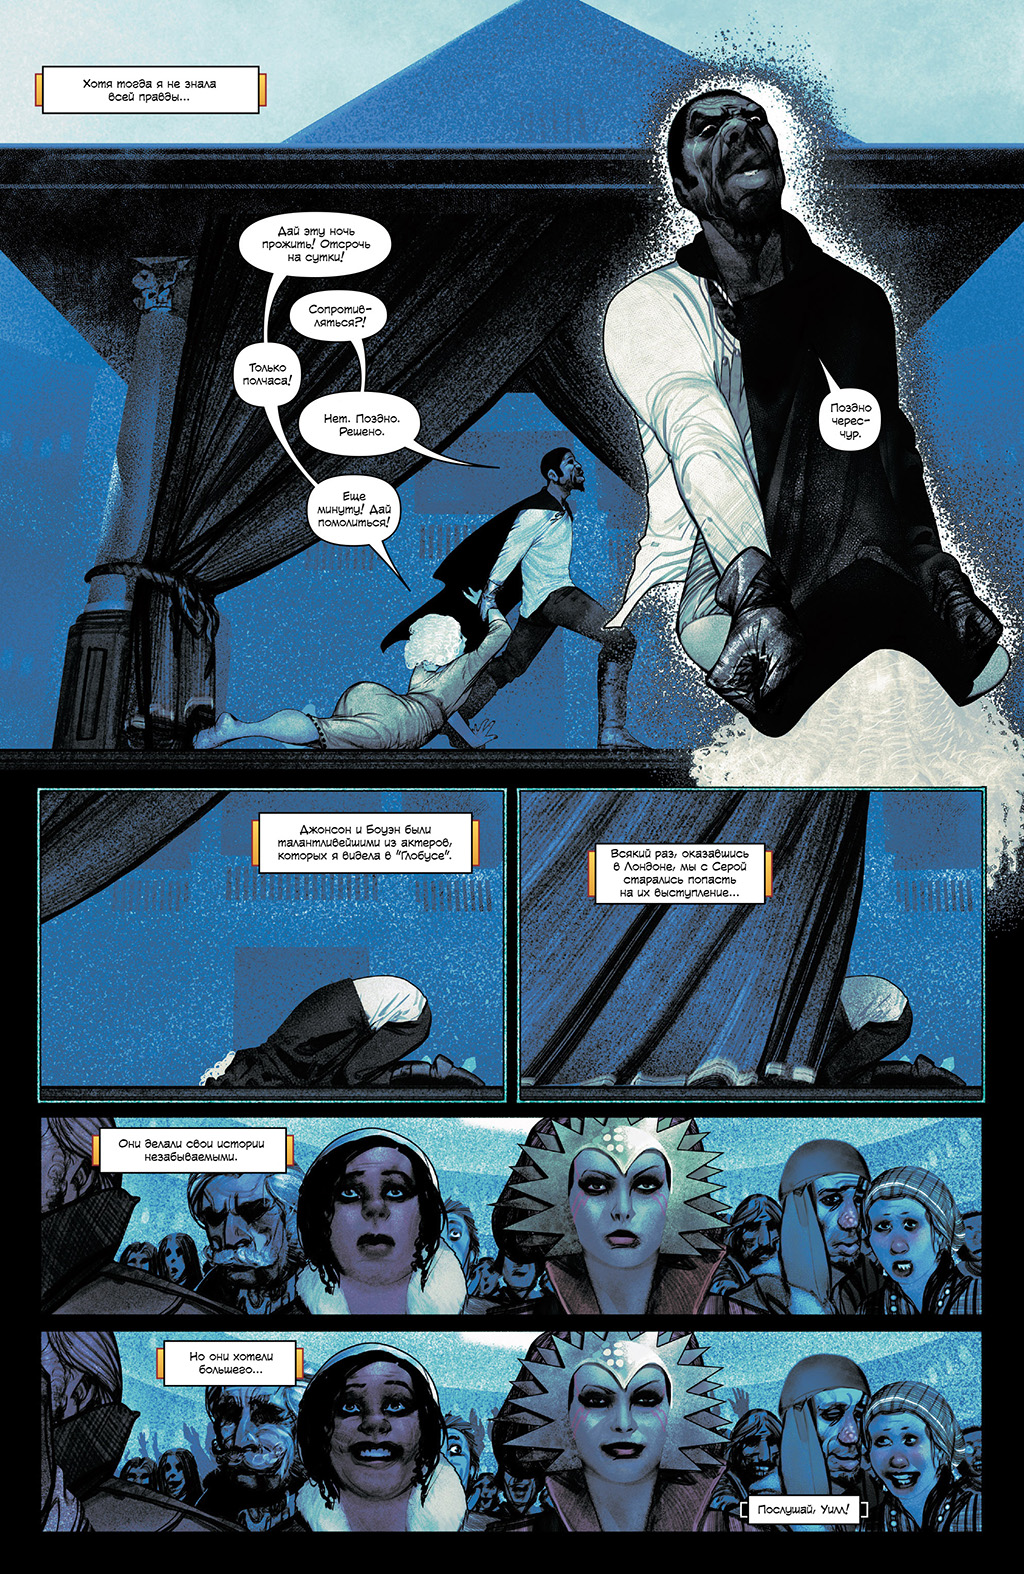 Хотя тогда я не знала
всей правды...
Дай эту ночь
прожить! Отсрочь
на сутки!
Сопротив-
ляться?!
Только
полчаса!
Нет. Поздно.
Решено.
Еще
минуту! Дай
помолиться!
Поздно
черес-
чур.
Джонсон и Боуэн были
талантливейшими из актеров,
которых я видела в "Глобусе".
Всякий раз, оказавшись
в Лондоне, мы с Серой
старались попасть
на их выступление...
Они делали свои истории
незабываемыми.
Но они хотели
большего...
Послушай, Уилл!